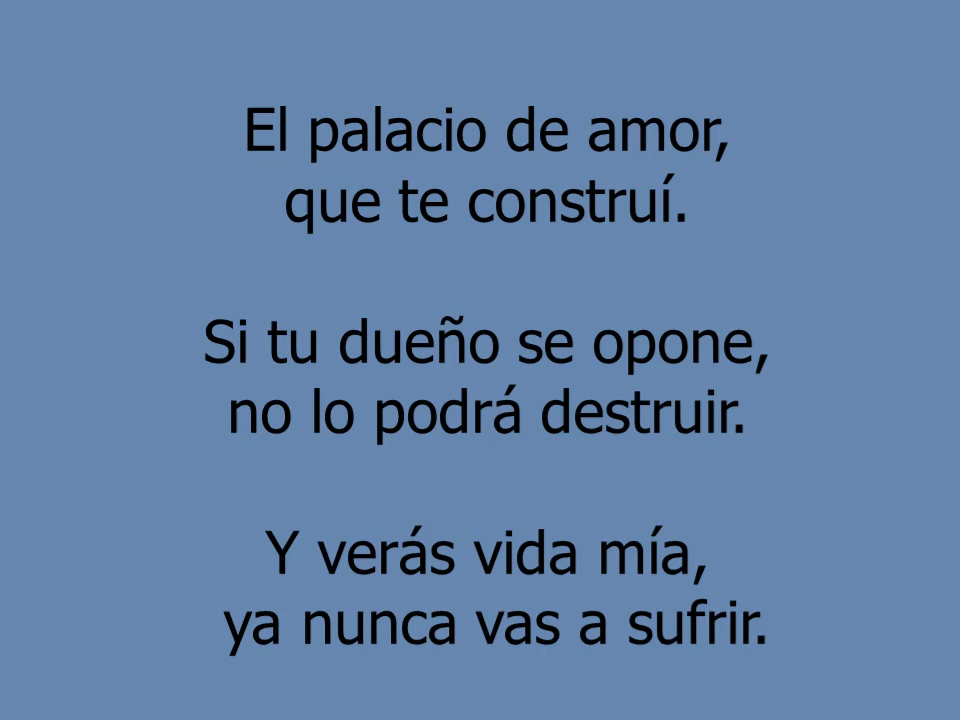 El palacio de amor,
que te construí.
Si tu dueño se opone,
no lo podrá destruir.
Y verás vida mía,
ya nunca vas a sufrir.